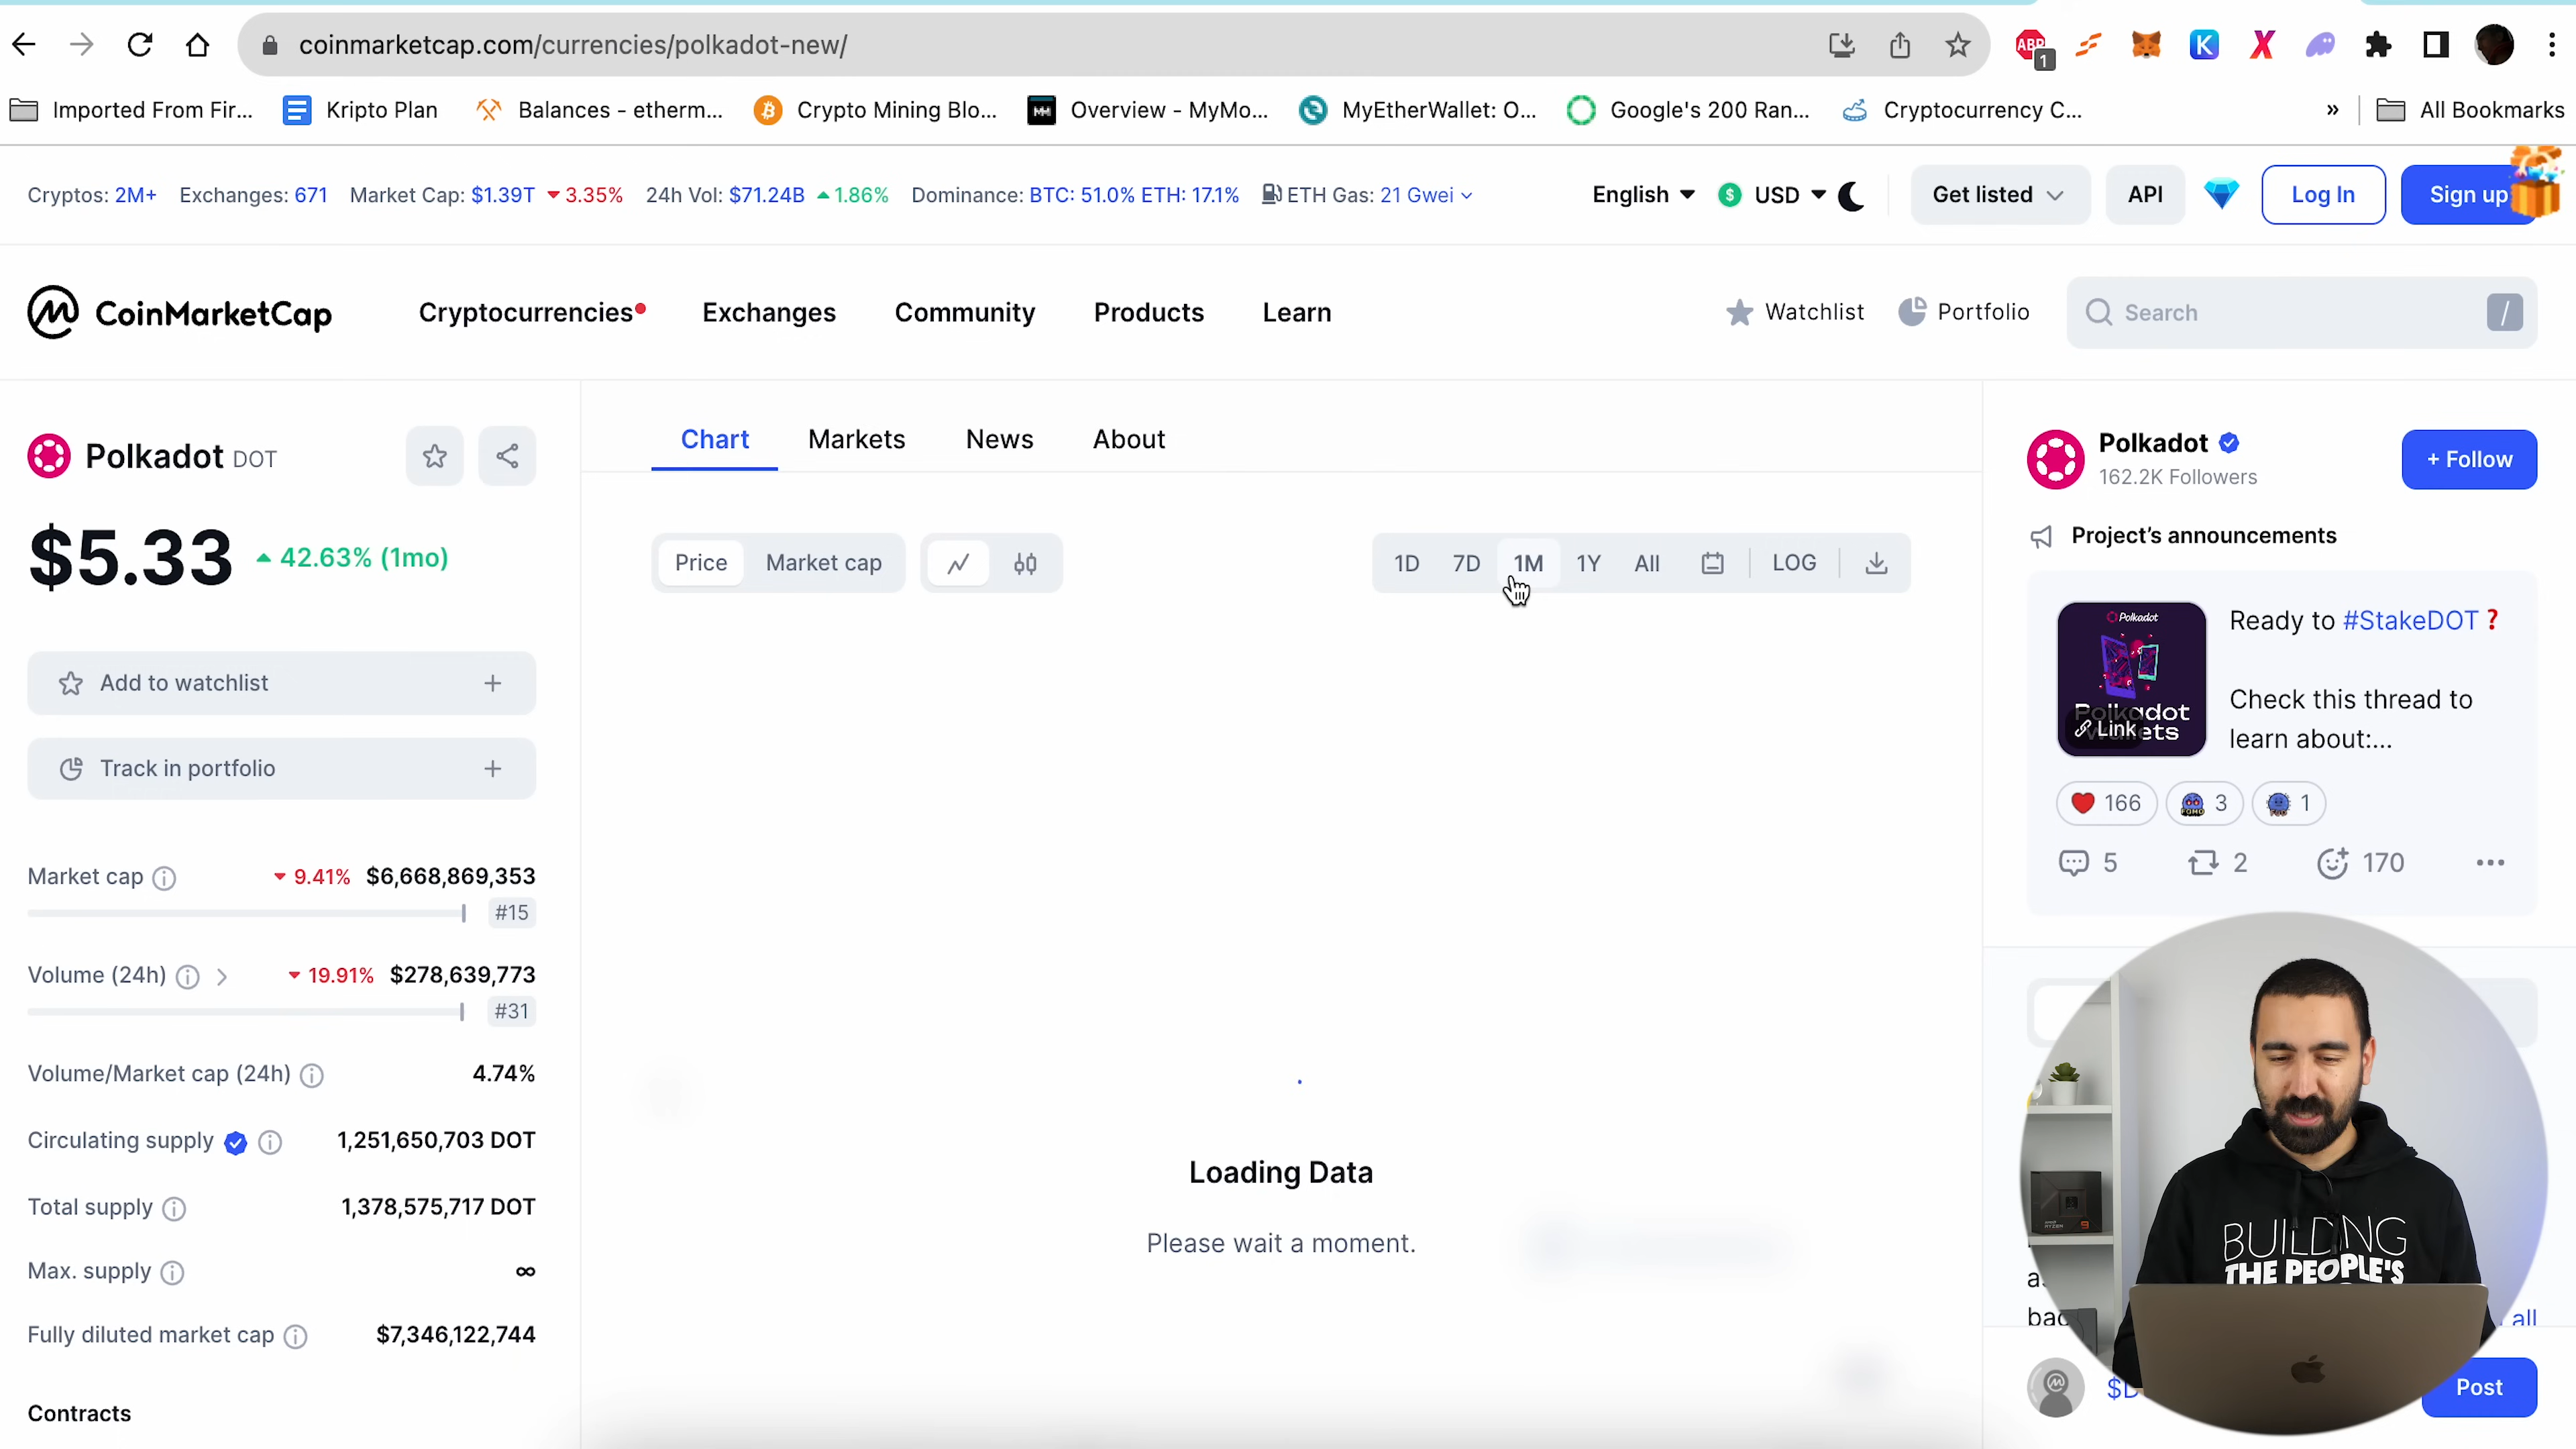 coinmarketcap.com/currencies/polkadot-new/
ABP
1
K
X
Imported From Fir...
Kripto Plan
Balances - etherm...
Crypto Mining Blo...
Overview - MyMo...
MyEtherWallet: O...
Google's 200 Ran...
Cryptocurrency C...
»
All Bookmarks
Cryptos: 2M+ Exchanges: 671 Market Cap: $1.39T 3.35% 24h Vol: $71.24B 1.86% Dominance: BTC: 51.0% ETH: 17.1% ETH Gas: 21 Gwei
English
$ USD
Get listed
API
Log In
Sign up
CoinMarketCap
Cryptocurrencies
Exchanges
Community
Products
Learn
Watchlist
Portfolio
Search
/
Polkadot DOT
$5.33 42.63% (1mo)
Add to watchlist +
Track in portfolio +
Market cap 9.41% $6,668,869,353
#15
Volume (24h) 19.91% $278,639,773
#31
Volume/Market cap (24h) 4.74%
Circulating supply 1,251,650,703 DOT
Total supply 1,378,575,717 DOT
Max. supply ∞
Fully diluted market cap $7,346,122,744
Contracts
Chart
Markets
News
About
Price
Market cap
1D 7D 1M 1Y All LOG
Loading Data
Please wait a moment.
Polkadot
162.2K Followers
+ Follow
Project's announcements
Polkadot
Link
Ready to #StakeDOT ❓
Check this thread to
learn about:...
166
3
1
5
2
170
RYZEN 9
BUILDING
THE PEOPLE'S
all
Post